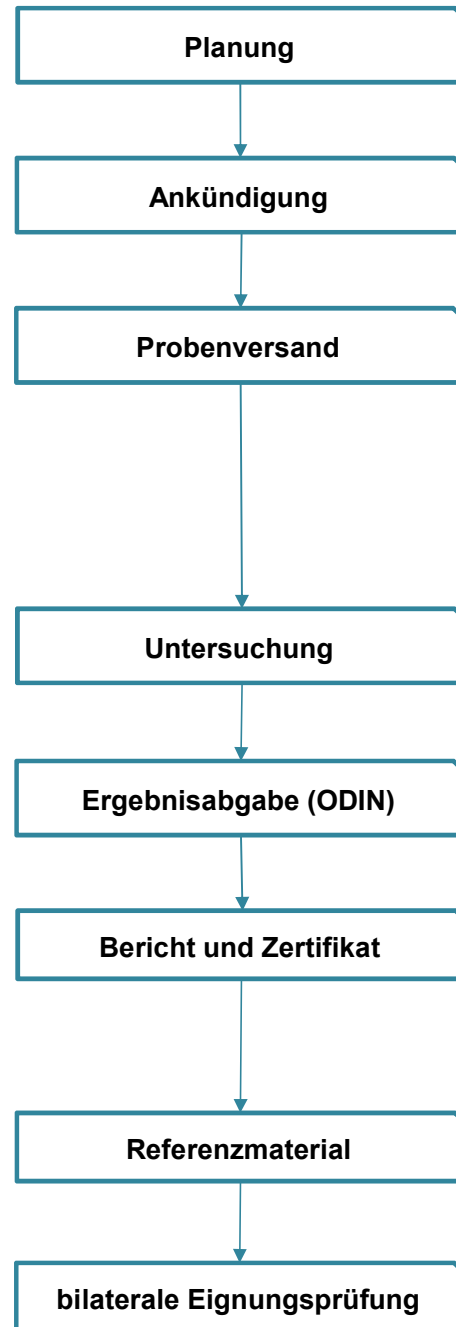 Planung
Ankündigung
Probenversand
Untersuchung
Ergebnisabgabe (ODIN)
Bericht und Zertifikat
Referenzmaterial
bilaterale Eignungsprüfung